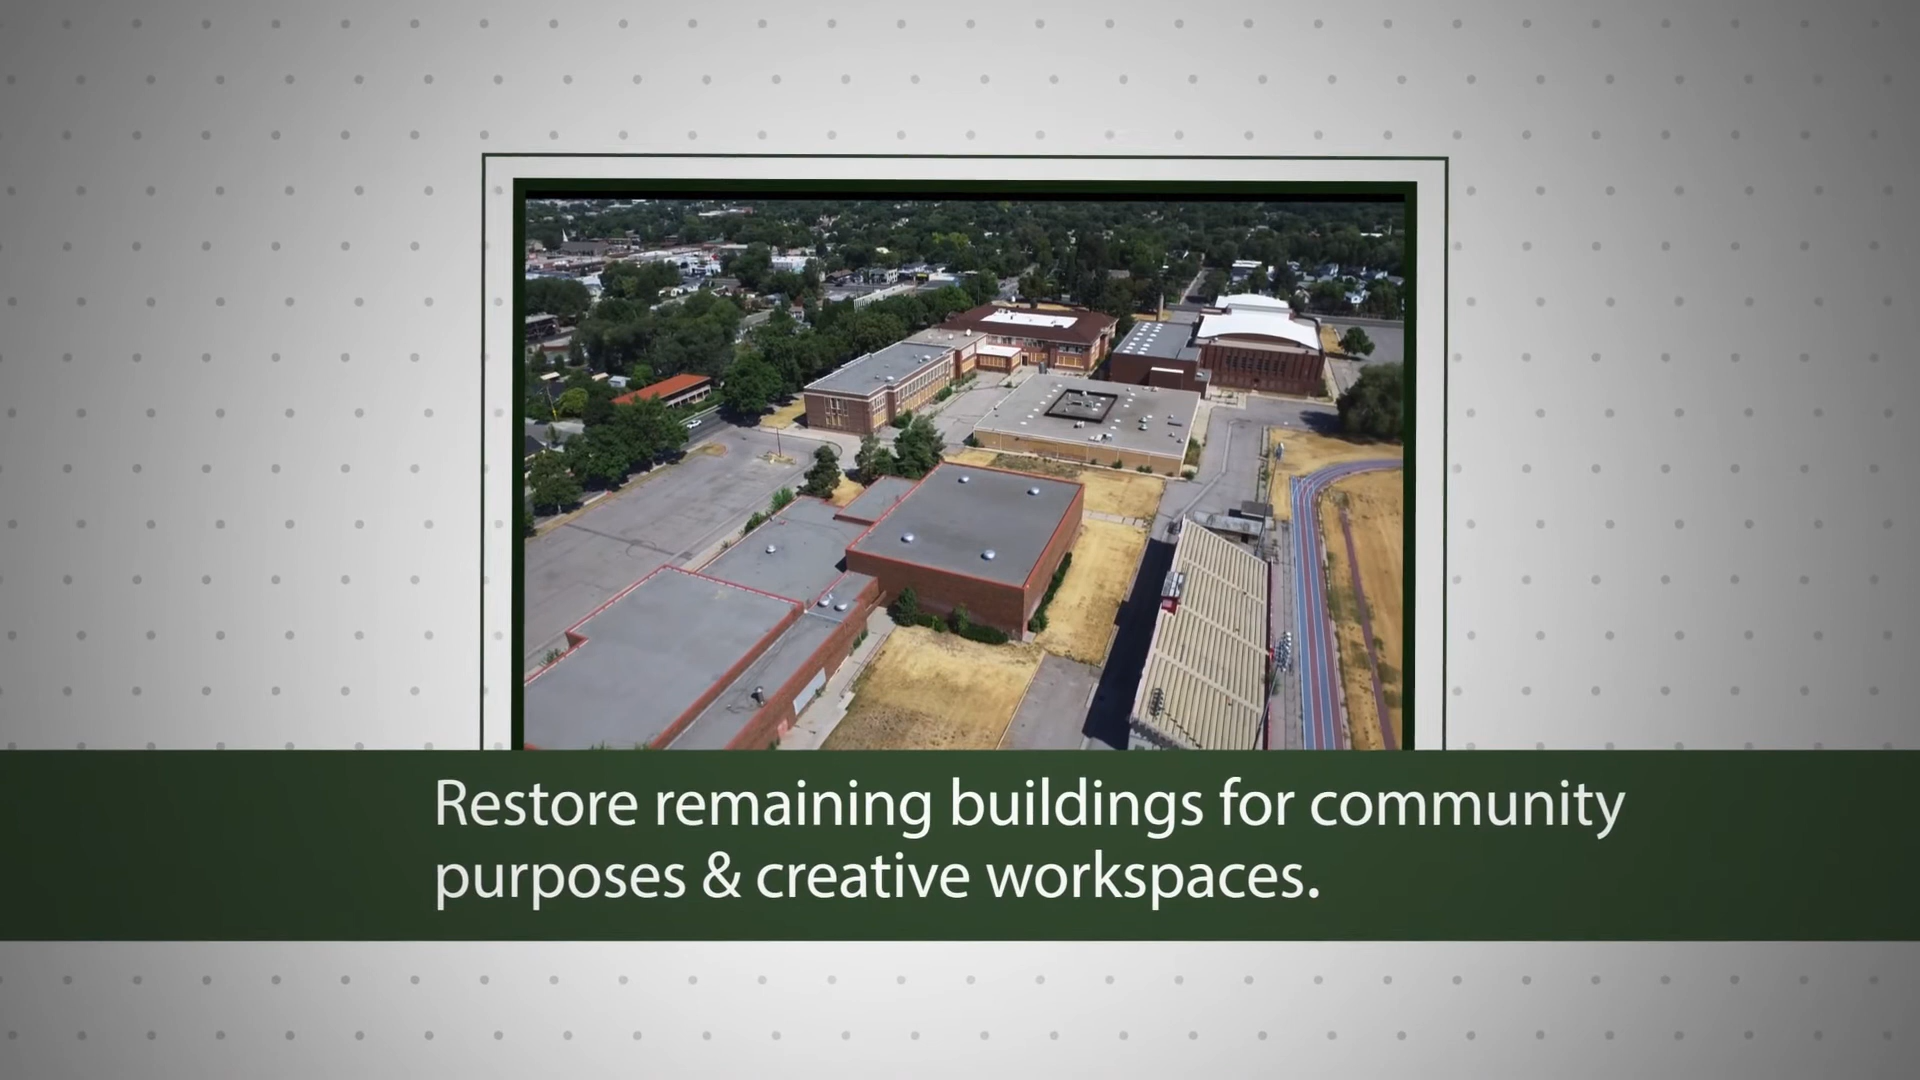 Restore remaining buildings for community
purposes & creative workspaces.